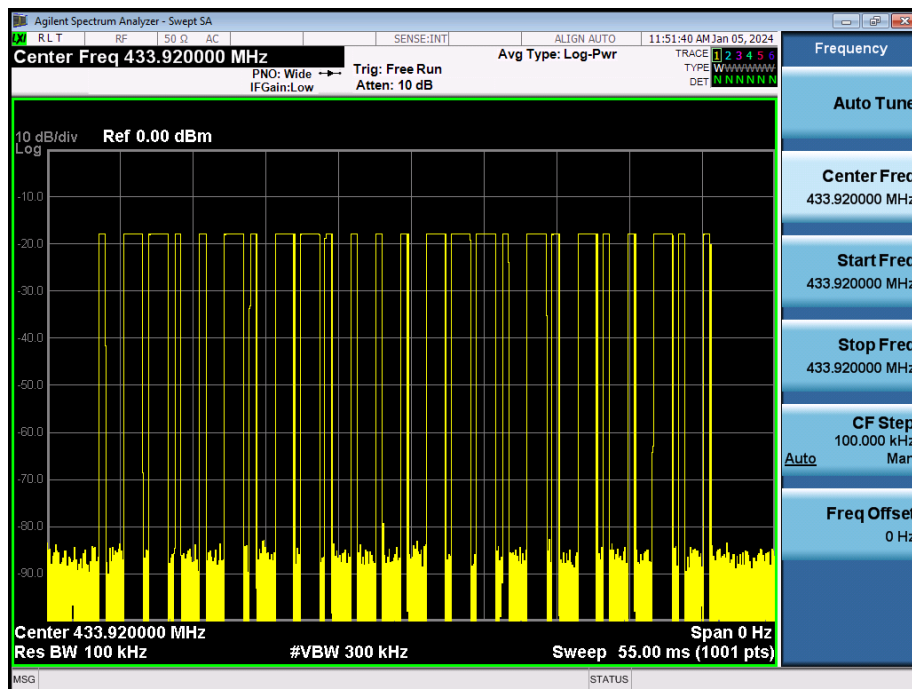 Agilent Spectrum Analyzer - Swept SA
LXI RLT RF 50 Ω AC SENSE:INT ALIGN AUTO 11:51:40 AM Jan 05, 2024
Center Freq 433.920000 MHz
PNO: Wide
IFGain:Low
Trig: Free Run
Atten: 10 dB
Avg Type: Log-Pwr
TRACE 1 2 3 4 5 6
TYPE WWWWWW
DET N N N N N N
10 dB/div Ref 0.00 dBm
Log
-10.0
-20.0
-30.0
-40.0
-50.0
-60.0
-70.0
-80.0
-90.0
Center 433.920000 MHz Span 0 Hz
Res BW 100 kHz #VBW 300 kHz Sweep 55.00 ms (1001 pts)
MSG STATUS
Frequency
Auto Tune
Center Freq
433.920000 MHz
Start Freq
433.920000 MHz
Stop Freq
433.920000 MHz
CF Step
100.000 kHz
Auto Man
Freq Offset
0 Hz